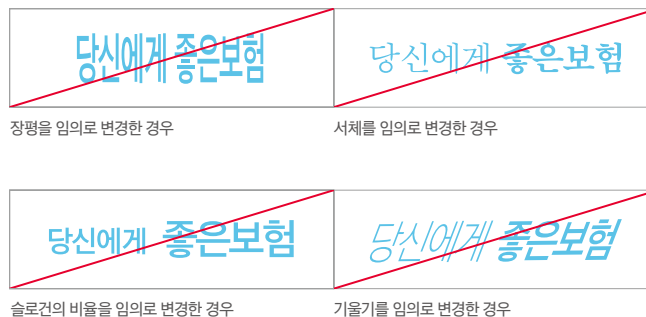 당신에게 좋은보험
당신에게 좋은보험
장평을 임의로 변경한 경우
서체를 임의로 변경한 경우
당신에게 좋은보험
당신에게 좋은보험
슬로건의 비율을 임의로 변경한 경우
기울기를 임의로 변경한 경우